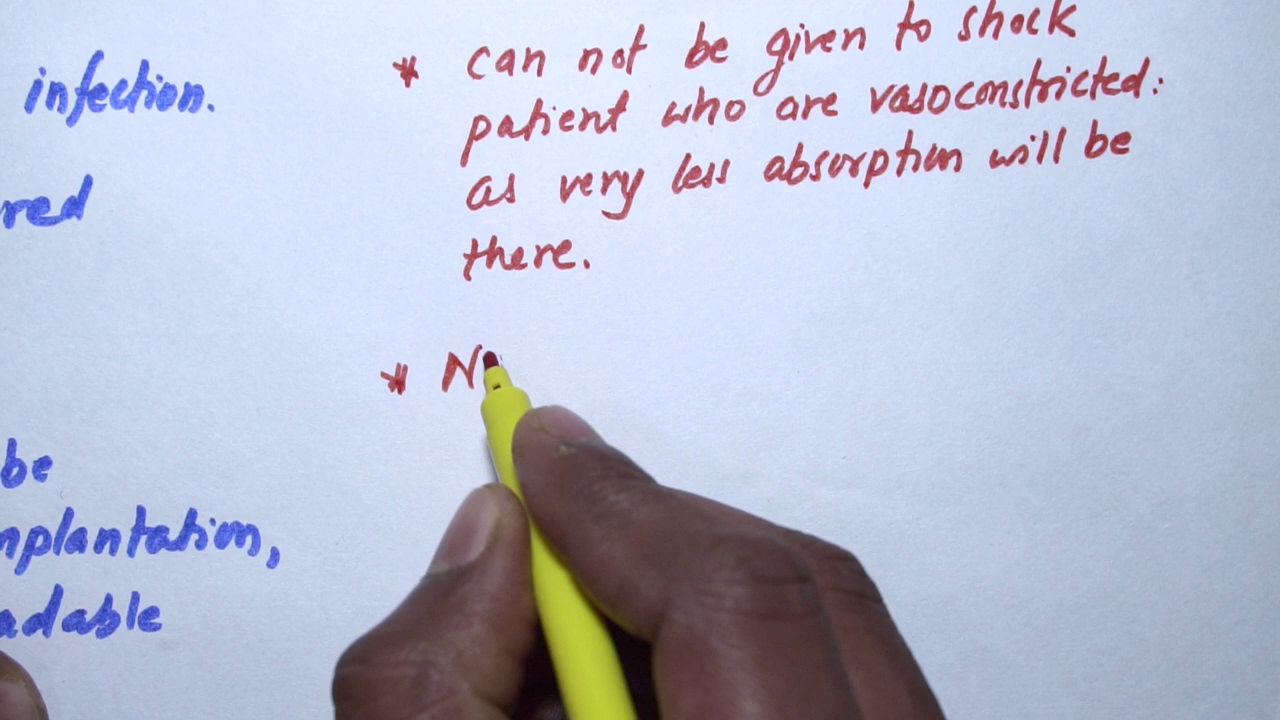 infection.
red
be
mplantation,
adable
* can not be given to shock
patient who are vasoconstricted:
as very less absorption will be
there.
* N